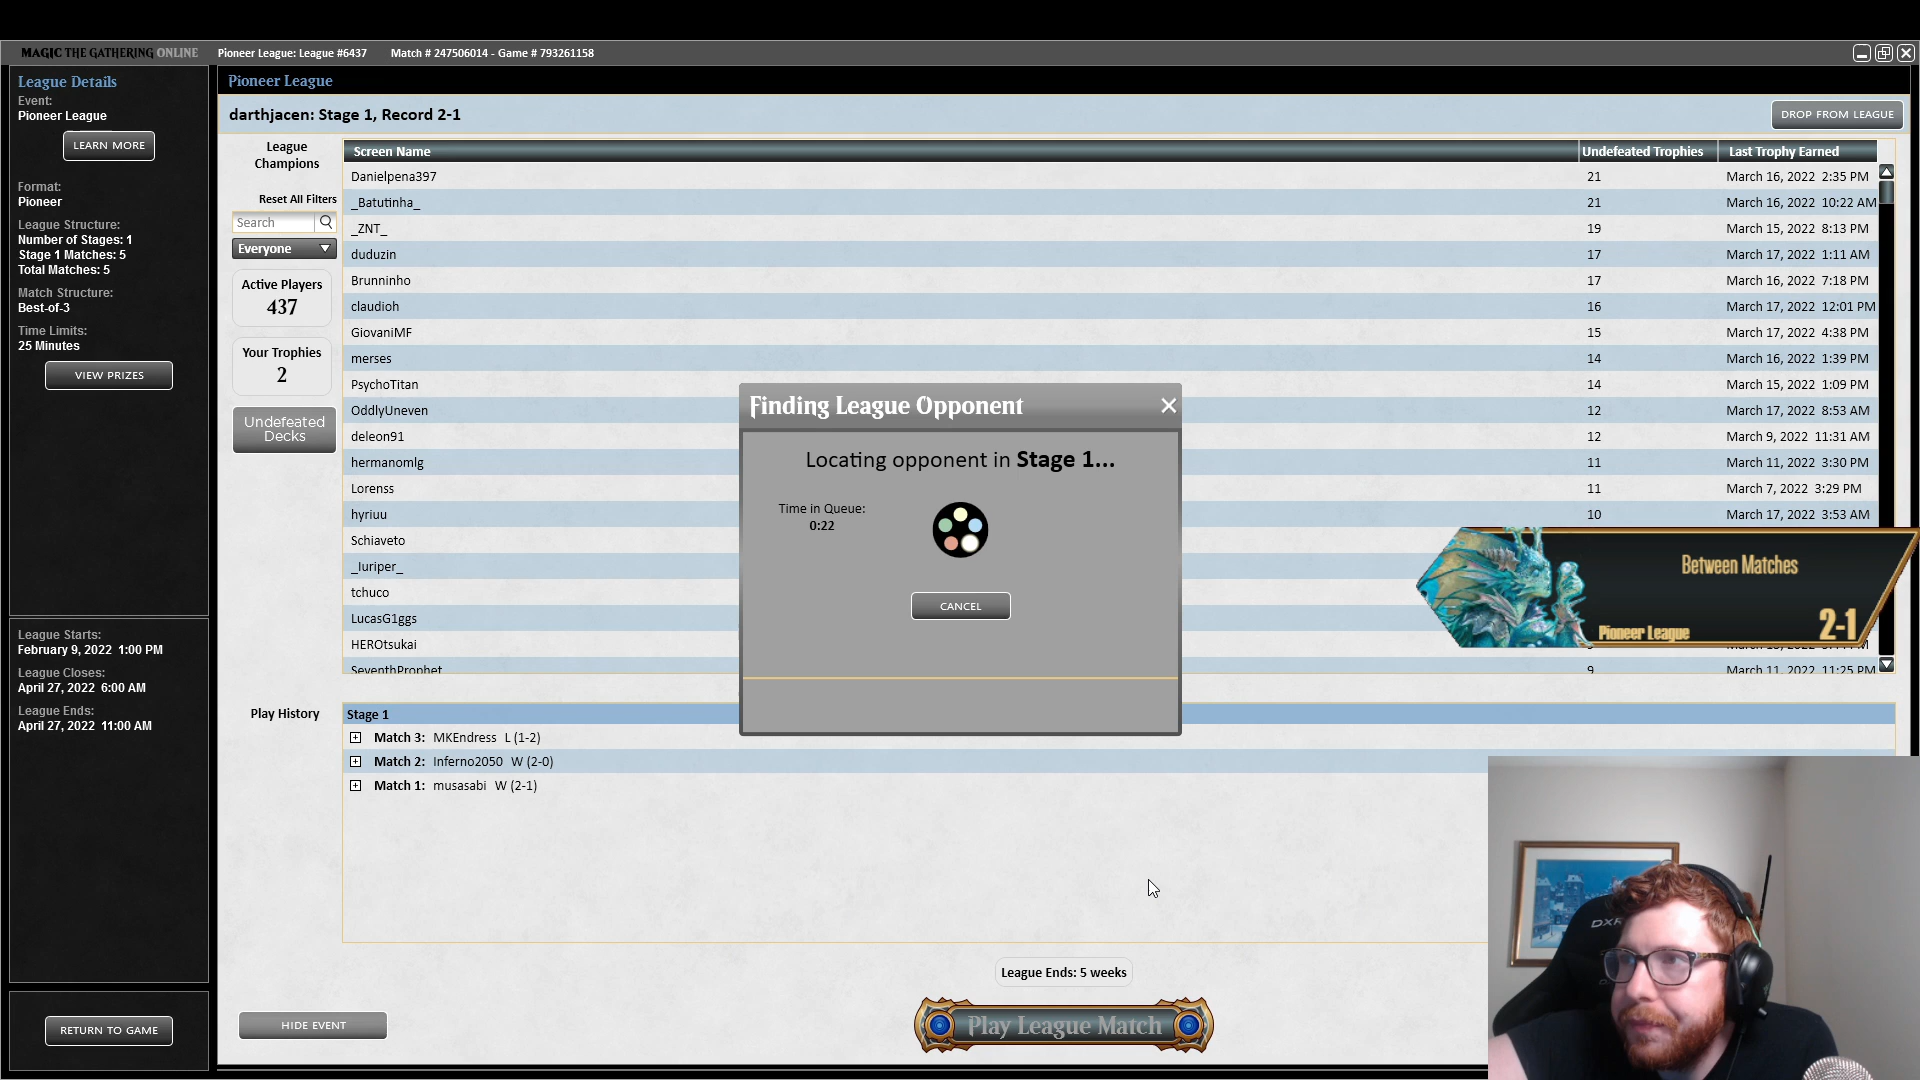 MAGIC THE GATHERING ONLINE
Pioneer League: League #6437
Match # 247506014 - Game # 793261158
League Details
Event:
Pioneer League
LEARN MORE
Format:
Pioneer
League Structure:
Number of Stages: 1
Stage 1 Matches: 5
Total Matches: 5
Match Structure:
Best-of-3
Time Limits:
25 Minutes
VIEW PRIZES
League Starts:
February 9, 2022 1:00 PM
League Closes:
April 27, 2022 6:00 AM
League Ends:
April 27, 2022 11:00 AM
RETURN TO GAME
Pioneer League
darthjacen: Stage 1, Record 2-1
DROP FROM LEAGUE
League
Champions
Reset All Filters
Search
Everyone
Active Players
437
Your Trophies
2
Undefeated
Decks
Screen Name Undefeated Trophies Last Trophy Earned
Danielpena397 21 March 16, 2022 2:35 PM
_Batutinha_ 21 March 16, 2022 10:22 AM
_ZNT_ 19 March 15, 2022 8:13 PM
duduzin 17 March 17, 2022 1:11 AM
Brunninho 17 March 16, 2022 7:18 PM
claudioh 16 March 17, 2022 12:01 PM
GiovaniMF 15 March 17, 2022 4:38 PM
merses 14 March 16, 2022 1:39 PM
PsychoTitan 14 March 15, 2022 1:09 PM
OddlyUneven 12 March 17, 2022 8:53 AM
deleon91 12 March 9, 2022 11:31 AM
hermanomlg 11 March 11, 2022 3:30 PM
Lorenss 11 March 7, 2022 3:29 PM
hyriuu 10 March 17, 2022 3:53 AM
Schiaveto
_Iuriper_
tchuco
LucasG1ggs
HEROtsukai
SeventhProphet 9 March 11, 2022 11:25 PM
Finding League Opponent
Locating opponent in Stage 1...
Time in Queue:
0:22
CANCEL
Between Matches
Pioneer League
2-1
Play History
Stage 1
Match 3: MKEndress L (1-2)
Match 2: Inferno2050 W (2-0)
Match 1: musasabi W (2-1)
League Ends: 5 weeks
HIDE EVENT
Play League Match